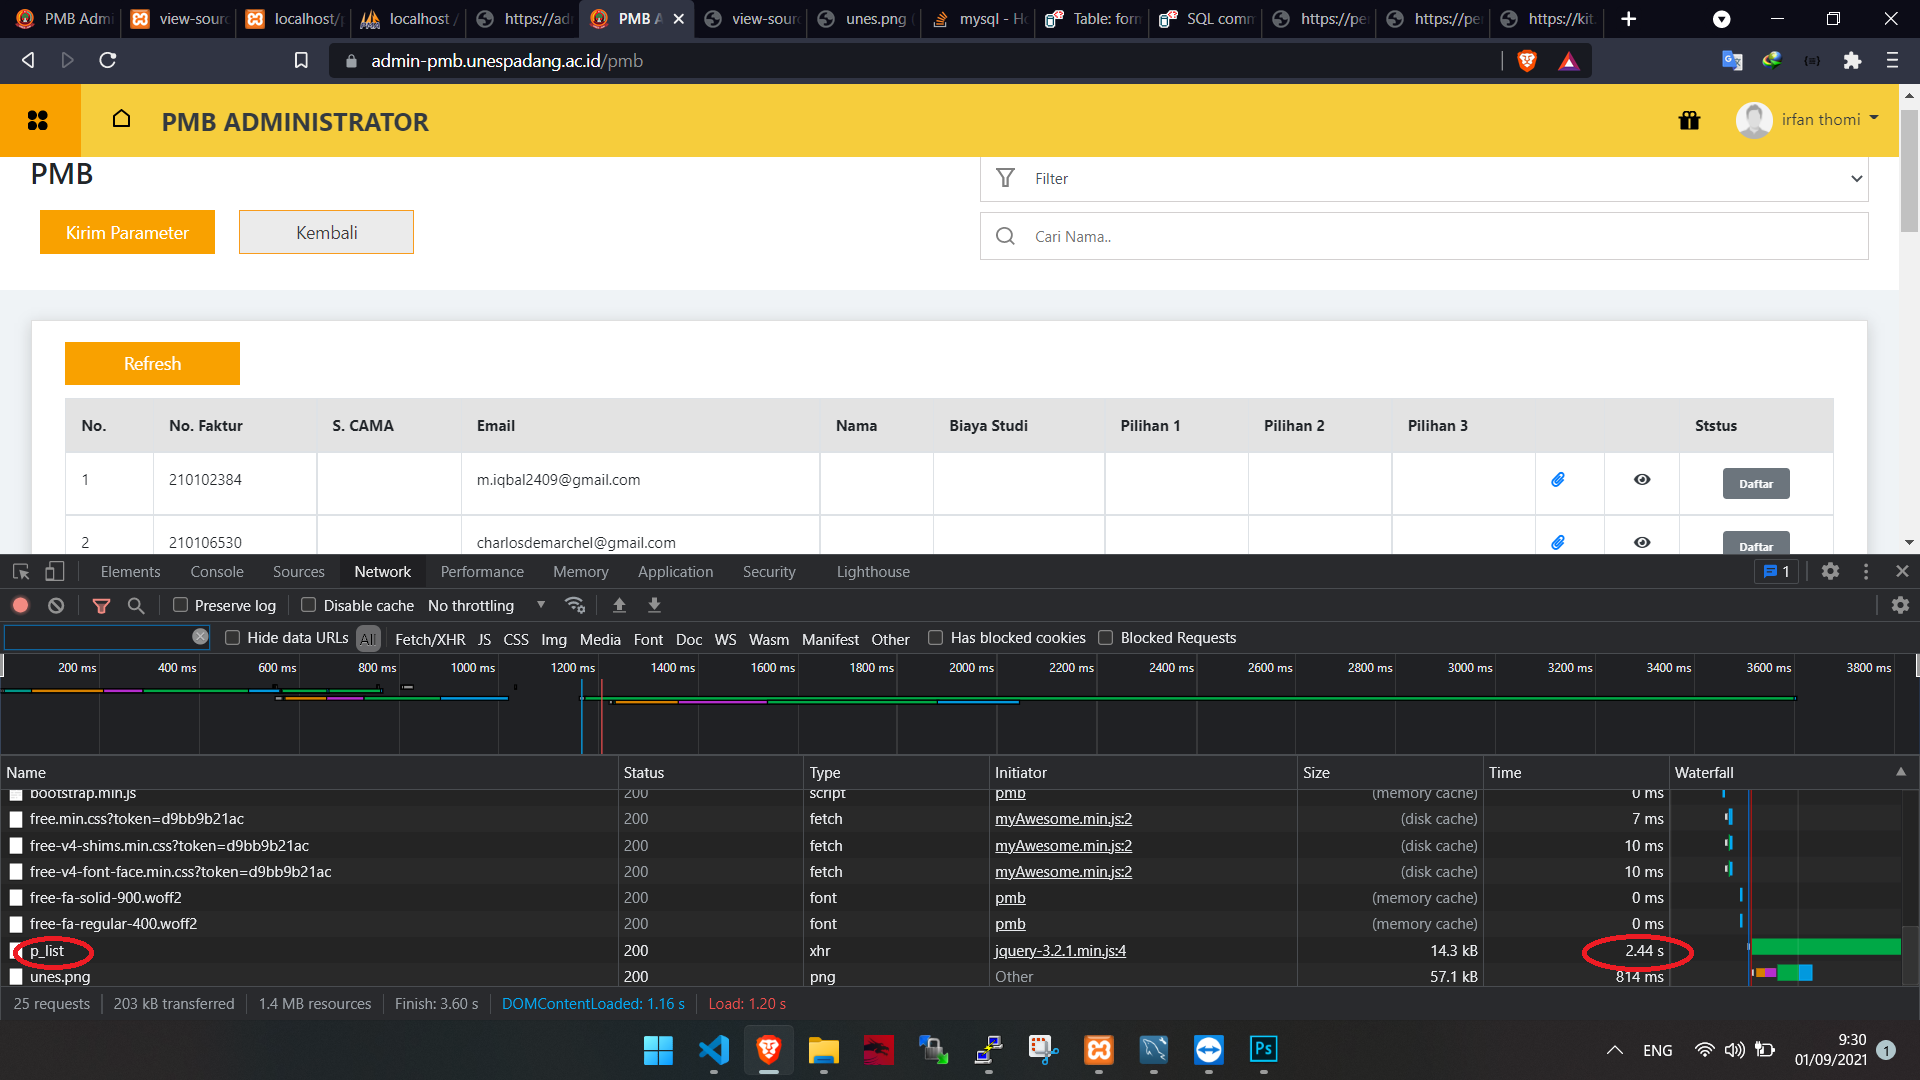 PMB Admi
view-sour
localhost/p
localhost /
https://adm
PMB A
view-sour
unes.png (
mysql - Ho
Table: form
SQL comm
https://per
https://per
https://kit.
admin-pmb.unespadang.ac.id/pmb
PMB ADMINISTRATOR
irfan thomi
PMB
Filter
Kirim Parameter
Kembali
Cari Nama..
Refresh
No. No. Faktur S. CAMA Email Nama Biaya Studi Pilihan 1 Pilihan 2 Pilihan 3 Ststus
1 210102384 m.iqbal2409@gmail.com Daftar
2 210106530 charlosdemarchel@gmail.com Daftar
Elements Console Sources Network Performance Memory Application Security Lighthouse 1
Preserve log Disable cache No throttling
Hide data URLs All Fetch/XHR JS CSS Img Media Font Doc WS Wasm Manifest Other Has blocked cookies Blocked Requests
200 ms 400 ms 600 ms 800 ms 1000 ms 1200 ms 1400 ms 1600 ms 1800 ms 2000 ms 2200 ms 2400 ms 2600 ms 2800 ms 3000 ms 3200 ms 3400 ms 3600 ms 3800 ms
Name Status Type Initiator Size Time Waterfall
bootstrap.min.js 200 script pmb (memory cache) 0 ms
free.min.css?token=d9bb9b21ac 200 fetch myAwesome.min.js:2 (disk cache) 7 ms
free-v4-shims.min.css?token=d9bb9b21ac 200 fetch myAwesome.min.js:2 (disk cache) 10 ms
free-v4-font-face.min.css?token=d9bb9b21ac 200 fetch myAwesome.min.js:2 (disk cache) 10 ms
free-fa-solid-900.woff2 200 font pmb (memory cache) 0 ms
free-fa-regular-400.woff2 200 font pmb (memory cache) 0 ms
p_list 200 xhr jquery-3.2.1.min.js:4 14.3 kB 2.44 s
unes.png 200 png Other 57.1 kB 814 ms
25 requests 203 kB transferred 1.4 MB resources Finish: 3.60 s DOMContentLoaded: 1.16 s Load: 1.20 s
Ps
ENG
9:30
01/09/2021
1